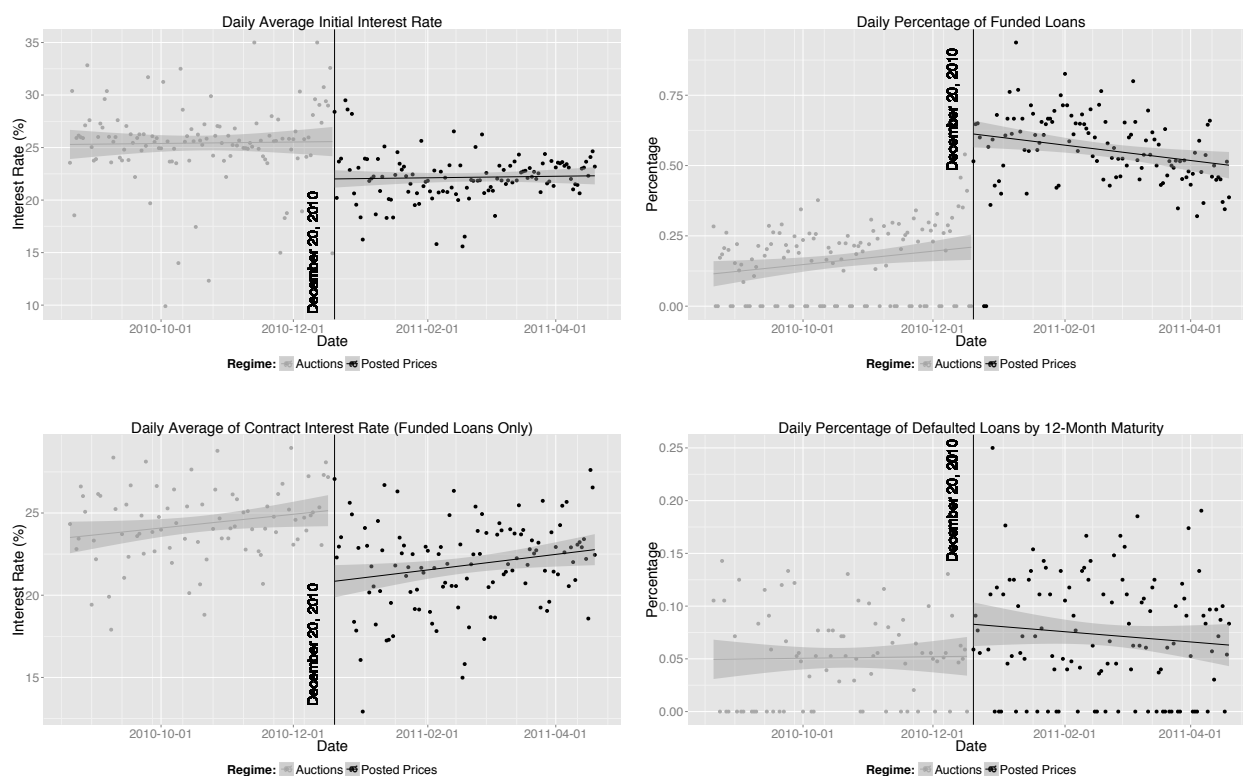 Daily Average Initial Interest Rate
Interest Rate (%)
35
30
25
20
15
10
December 20, 2010
2010-10-01
2010-12-01
2011-02-01
2011-04-01
Date
Regime: Auctions Posted Prices
Daily Percentage of Funded Loans
Percentage
0.75
0.50
0.25
0.00
December 20, 2010
2010-10-01
2010-12-01
2011-02-01
2011-04-01
Date
Regime: Auctions Posted Prices
Daily Average of Contract Interest Rate (Funded Loans Only)
Interest Rate (%)
25
20
15
December 20, 2010
2010-10-01
2010-12-01
2011-02-01
2011-04-01
Date
Regime: Auctions Posted Prices
Daily Percentage of Defaulted Loans by 12-Month Maturity
Percentage
0.25
0.20
0.15
0.10
0.05
0.00
December 20, 2010
2010-10-01
2010-12-01
2011-02-01
2011-04-01
Date
Regime: Auctions Posted Prices